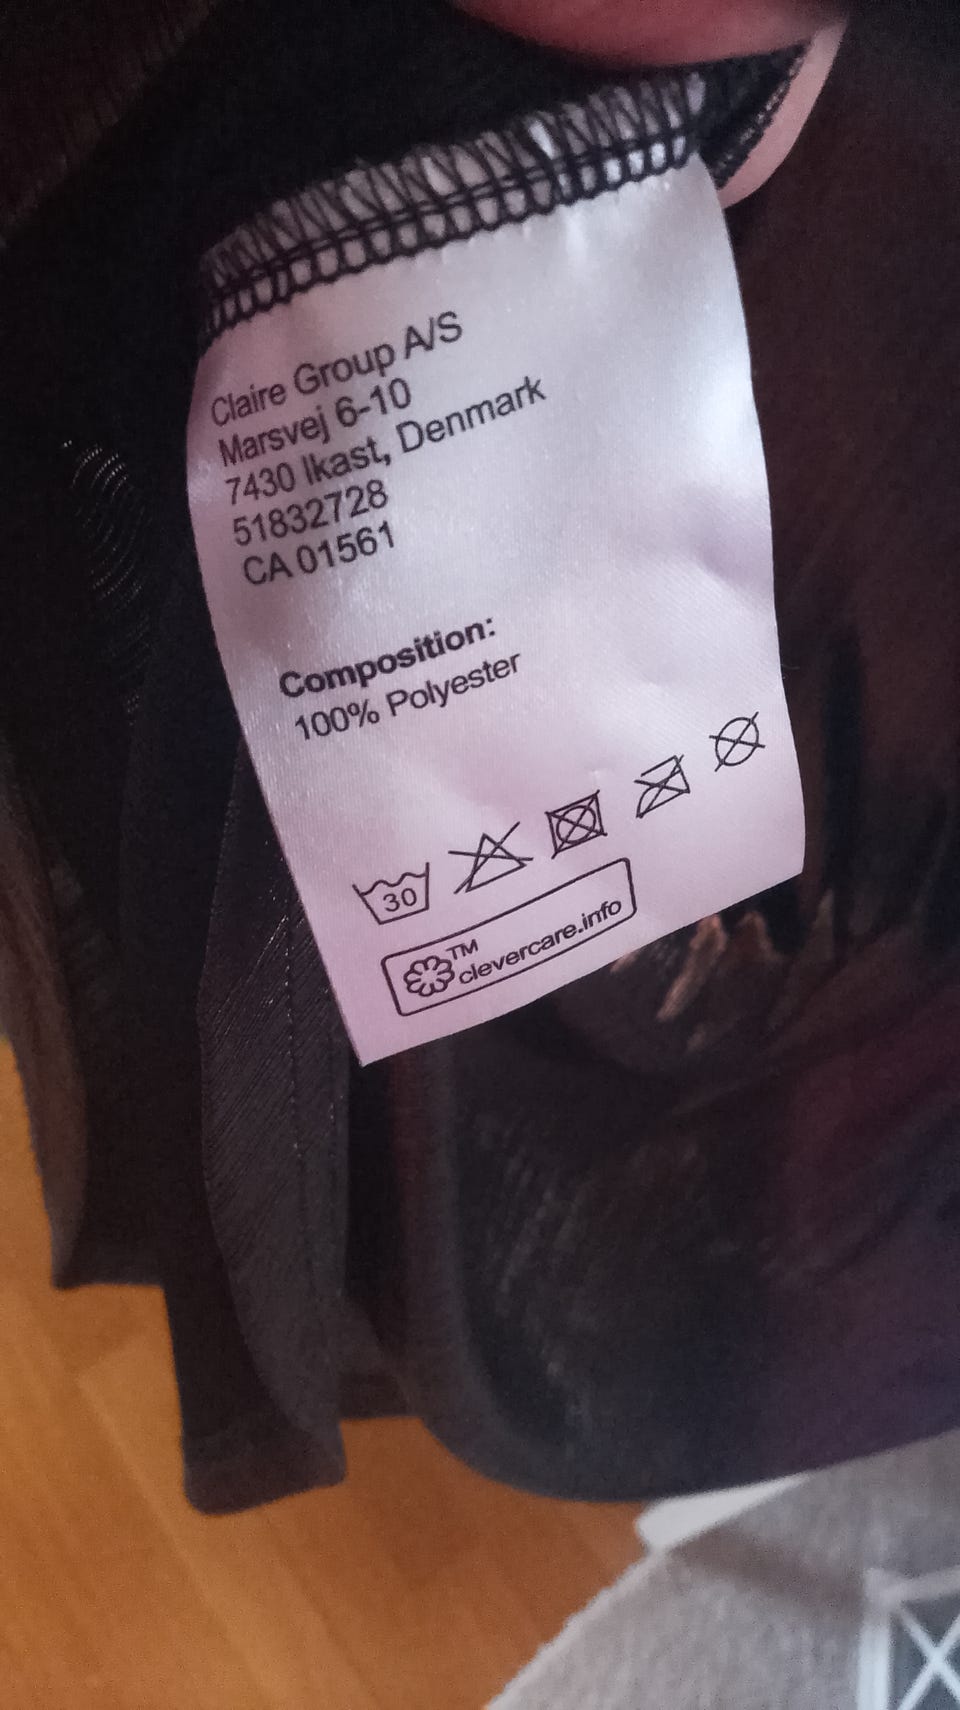 Claire Group A/S
Marsvej 6-10
7430 Ikast, Denmark
51832728
CA 01561
Composition:
100% Polyester
30
TM
clevercare.info